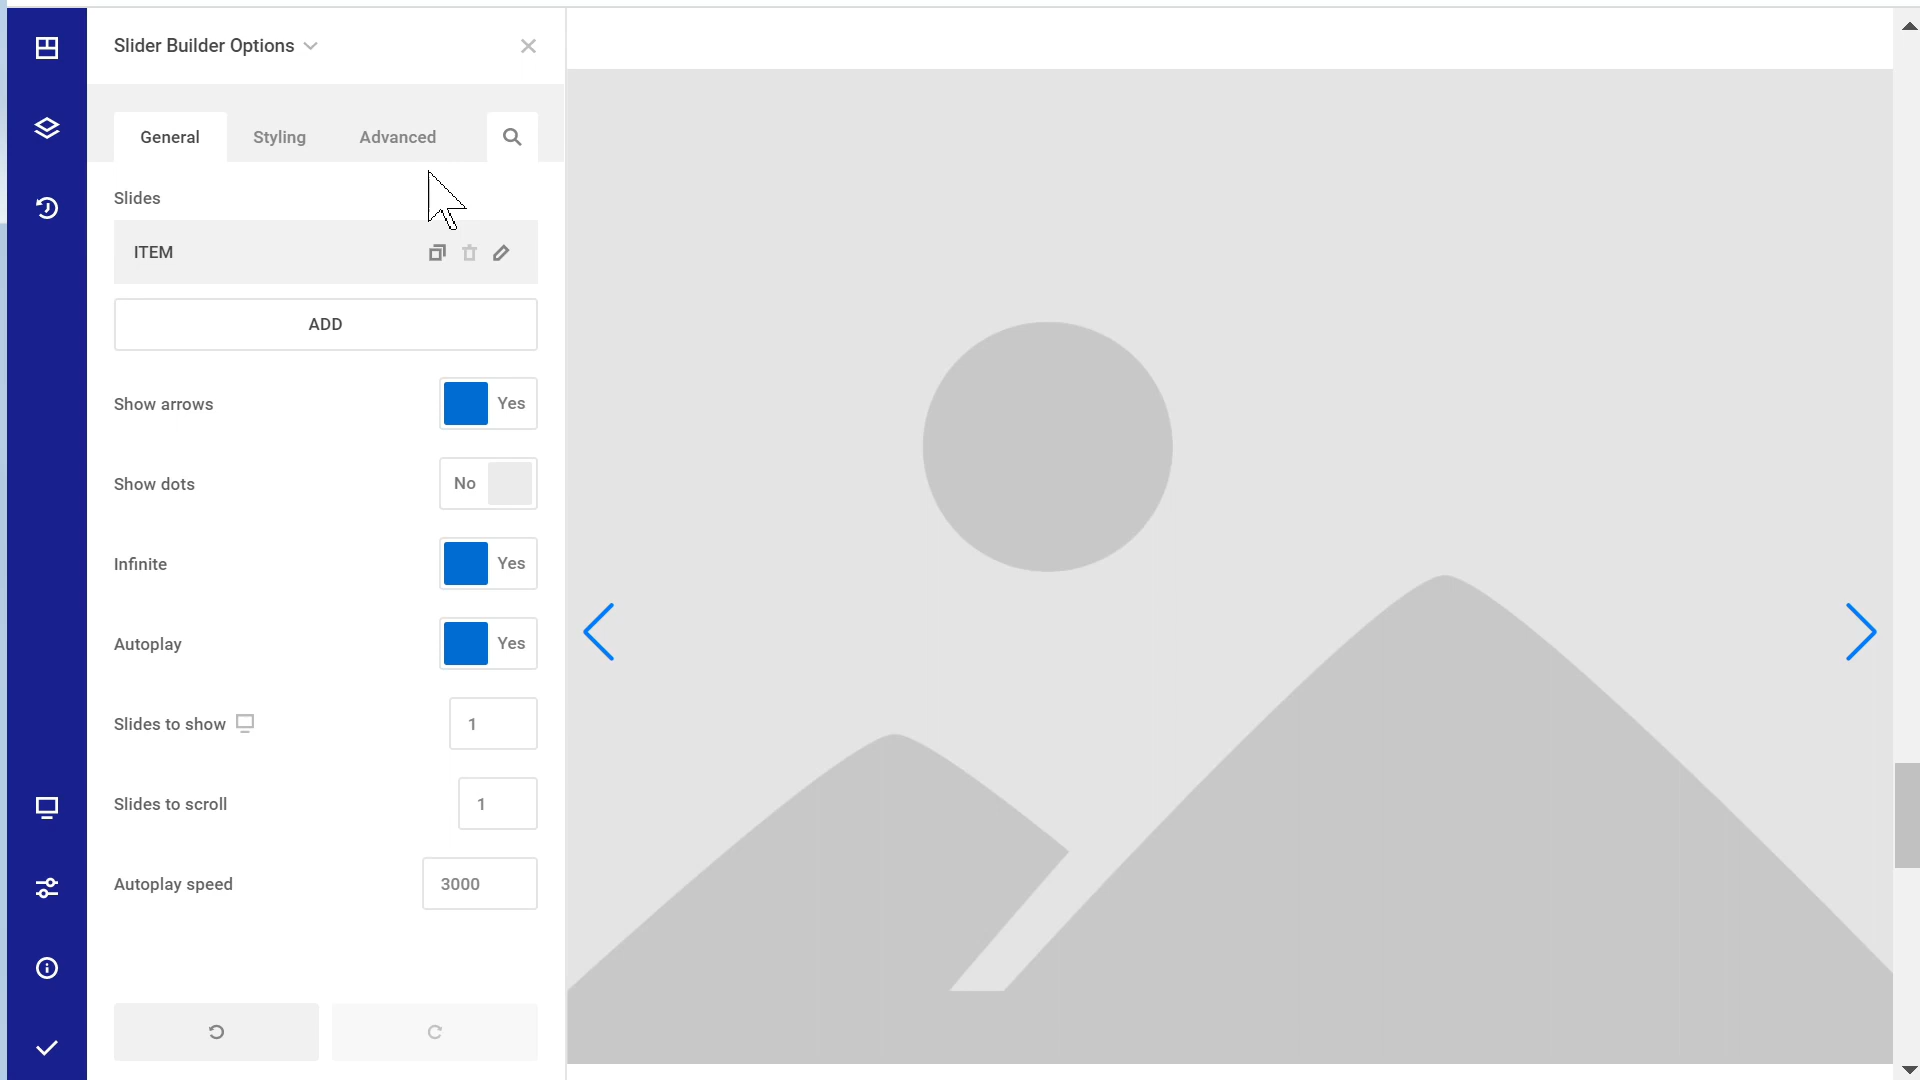 Slider Builder Options
General
Styling
Advanced
Slides
ITEM
ADD
Show arrows
Yes
Show dots
No
Infinite
Yes
Autoplay
Yes
Slides to show
1
Slides to scroll
1
Autoplay speed
3000